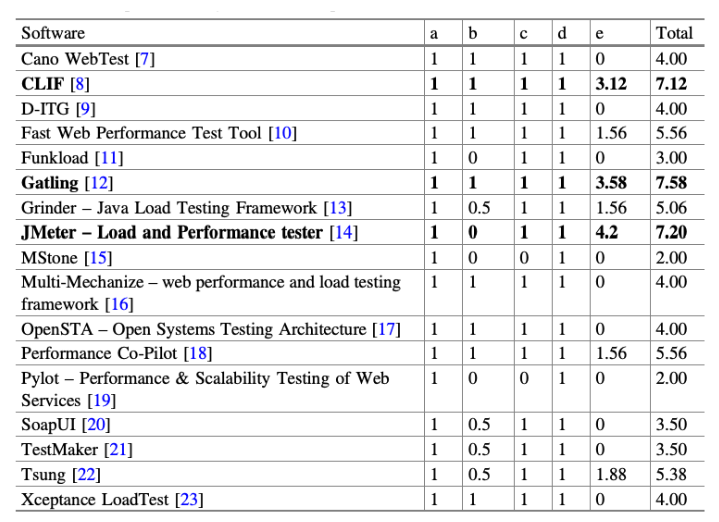 Software a b c d e Total
Cano WebTest [7] 1 1 1 1 0 4.00
CLIF [8] 1 1 1 1 3.12 7.12
D-ITG [9] 1 1 1 1 0 4.00
Fast Web Performance Test Tool [10] 1 1 1 1 1.56 5.56
Funkload [11] 1 0 1 1 0 3.00
Gatling [12] 1 1 1 1 3.58 7.58
Grinder – Java Load Testing Framework [13] 1 0.5 1 1 1.56 5.06
JMeter – Load and Performance tester [14] 1 0 1 1 4.2 7.20
MStone [15] 1 0 0 1 0 2.00
Multi-Mechanize – web performance and load testing 1 1 1 1 0 4.00
framework [16]
OpenSTA – Open Systems Testing Architecture [17] 1 1 1 1 0 4.00
Performance Co-Pilot [18] 1 1 1 1 1.56 5.56
Pylot – Performance & Scalability Testing of Web 1 0 0 1 0 2.00
Services [19]
SoapUI [20] 1 0.5 1 1 0 3.50
TestMaker [21] 1 0.5 1 1 0 3.50
Tsung [22] 1 0.5 1 1 1.88 5.38
Xceptance LoadTest [23] 1 1 1 1 0 4.00